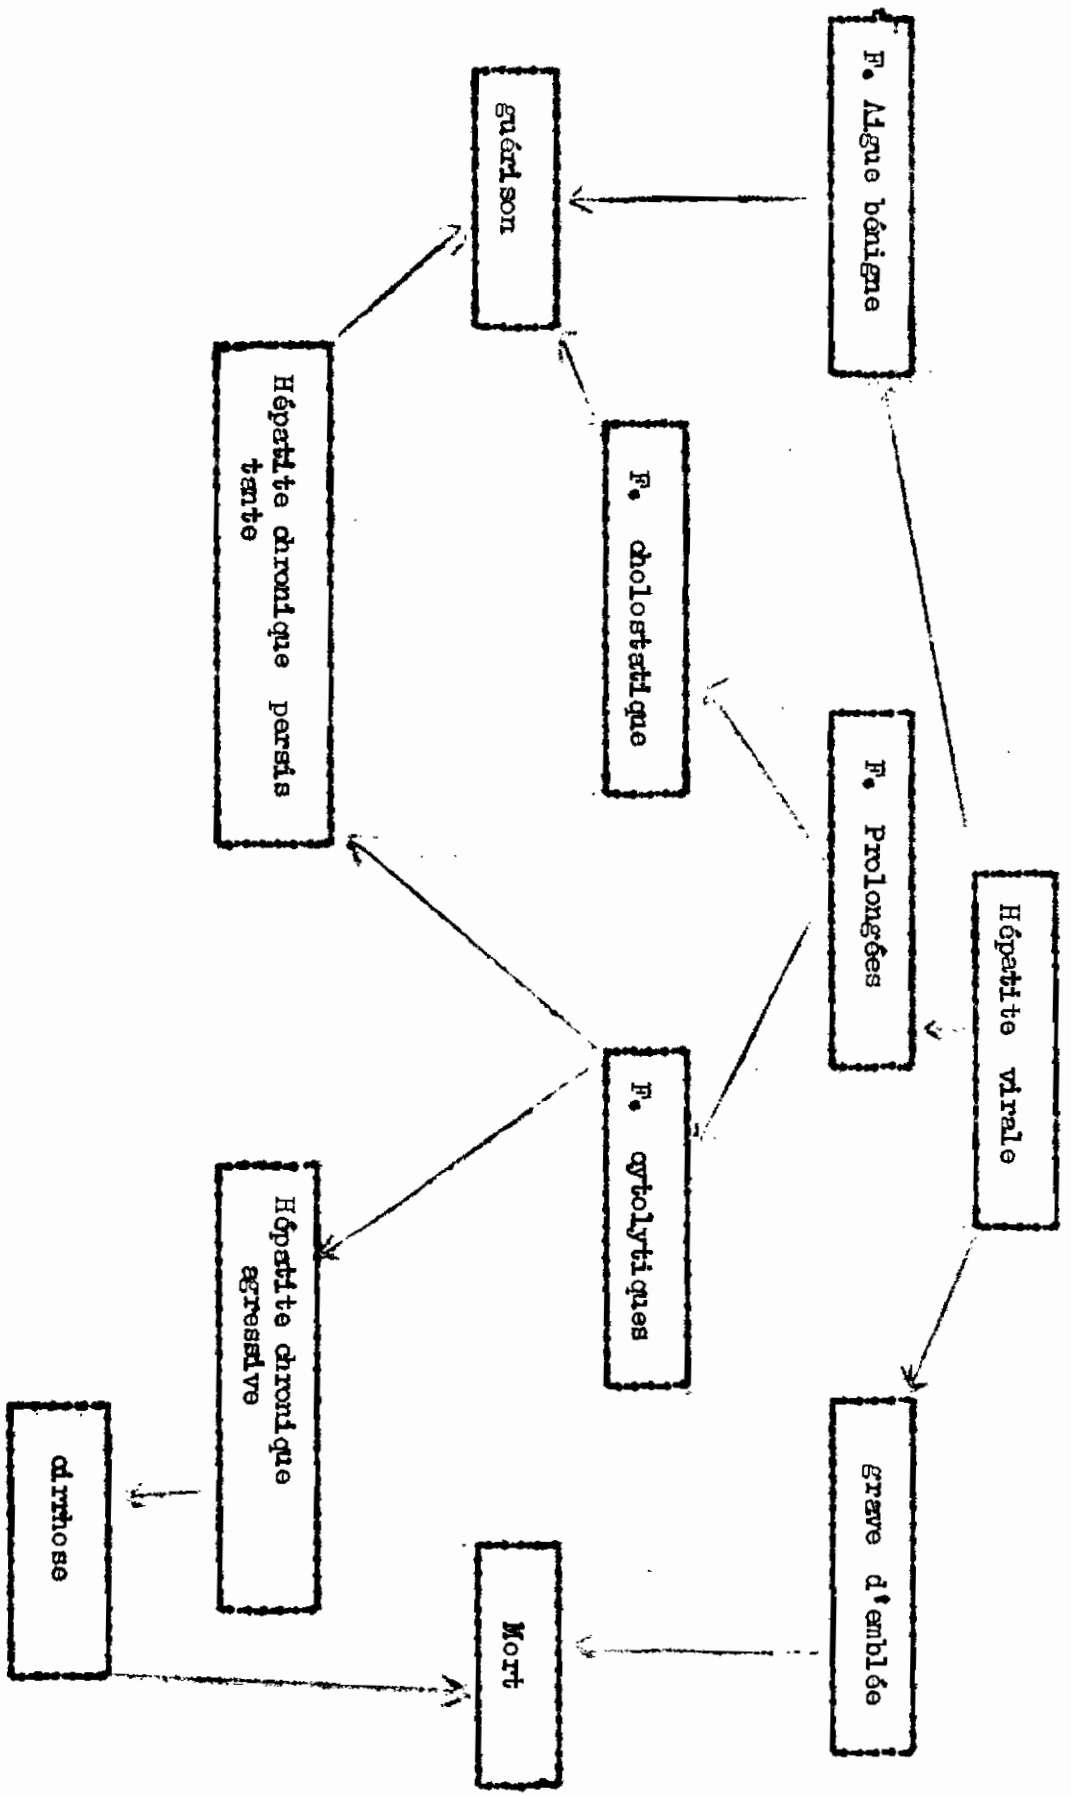 Hépatite virale
F. Aigue bénigne
F. Prolongées
grave d'emblée
F. cholostatique
F. cytolytiques
guérison
Mort
Hépatite chronique persis
tante
Hépatite chronique
agressive
cirrhose